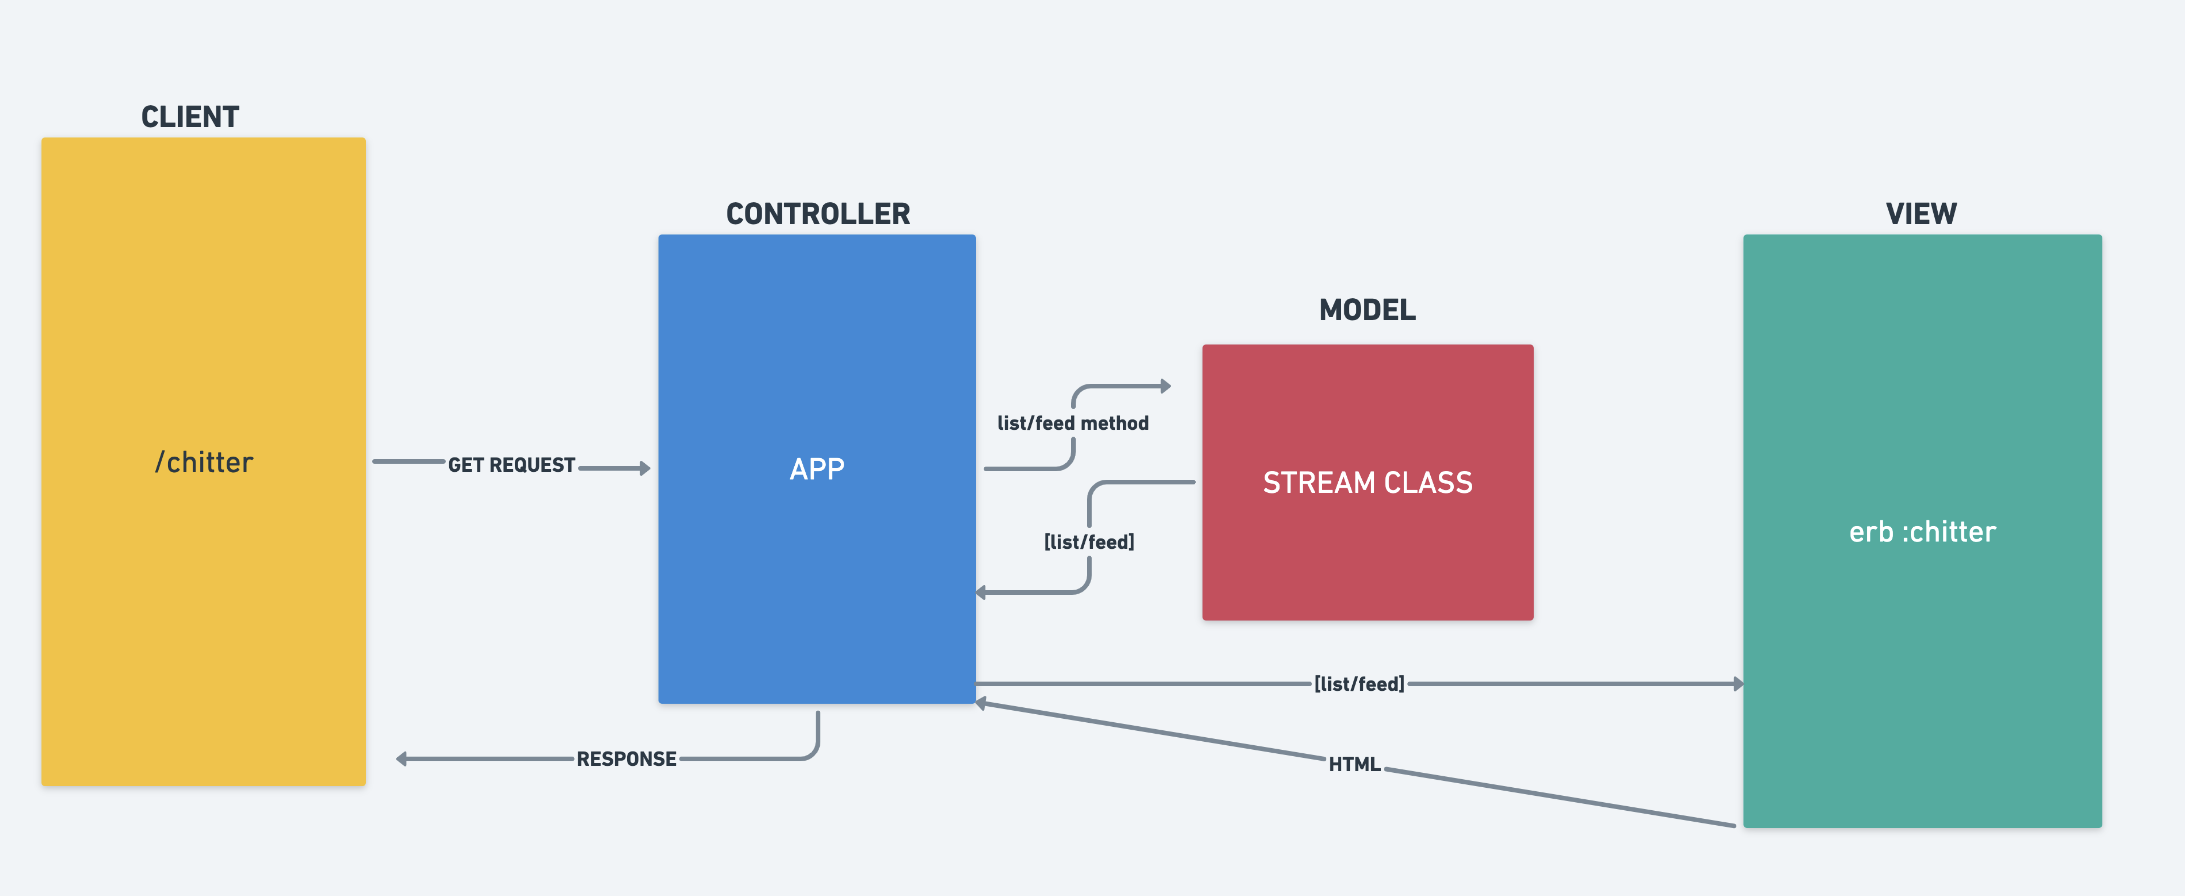 CLIENT
/chitter
GET REQUEST
CONTROLLER
APP
list/feed method
[list/feed]
MODEL
STREAM CLASS
VIEW
erb :chitter
[list/feed]
HTML
RESPONSE